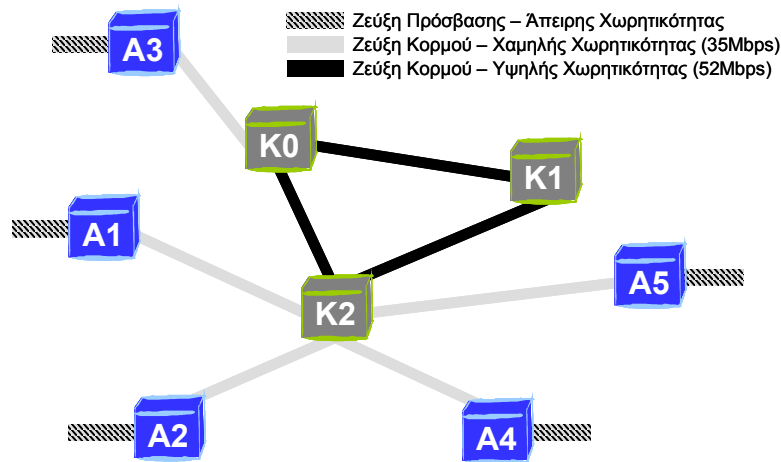 Ζεύξη Πρόσβασης – Άπειρης Χωρητικότητας
Ζεύξη Κορμού – Χαμηλής Χωρητικότητας (35Mbps)
Ζεύξη Κορμού – Υψηλής Χωρητικότητας (52Mbps)
A3
K0
K1
A1
A5
K2
A2
A4